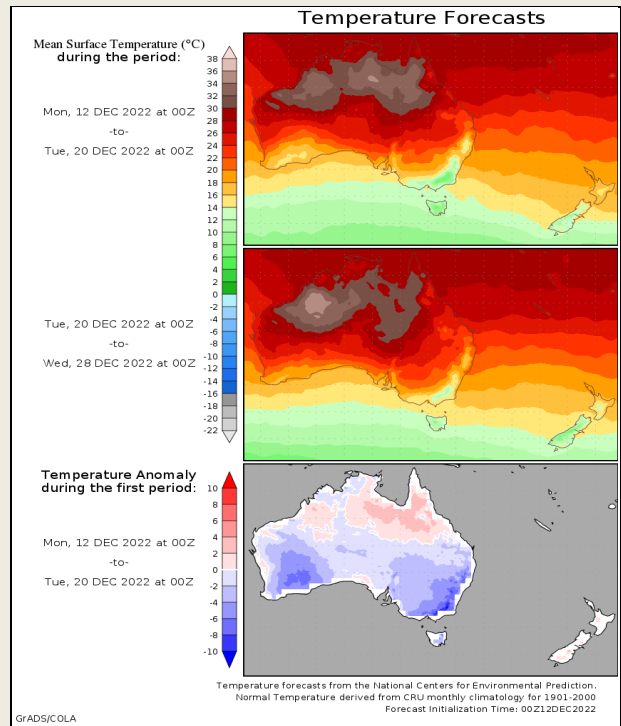 Temperature Forecasts
Mean Surface Temperature (°C)
during the period:
Mon, 12 DEC 2022 at 00Z
-to-
Tue, 20 DEC 2022 at 00Z
38
36
34
32
30
28
26
24
22
20
18
16
14
12
10
8
6
4
2
0
-2
-4
-6
-8
-10
-12
-14
-16
-18
-20
-22
Tue, 20 DEC 2022 at 00Z
-to-
Wed, 28 DEC 2022 at 00Z
Temperature Anomaly
during the first period:
Mon, 12 DEC 2022 at 00Z
-to-
Tue, 20 DEC 2022 at 00Z
10
8
6
4
2
0
-2
-4
-6
-8
-10
Temperature forecasts from the National Centers for Environmental Prediction.
Normal Temperature derived from CRU monthly climatology for 1901-2000
Forecast Initialization Time: 00Z12DEC2022
GrADS/COLA